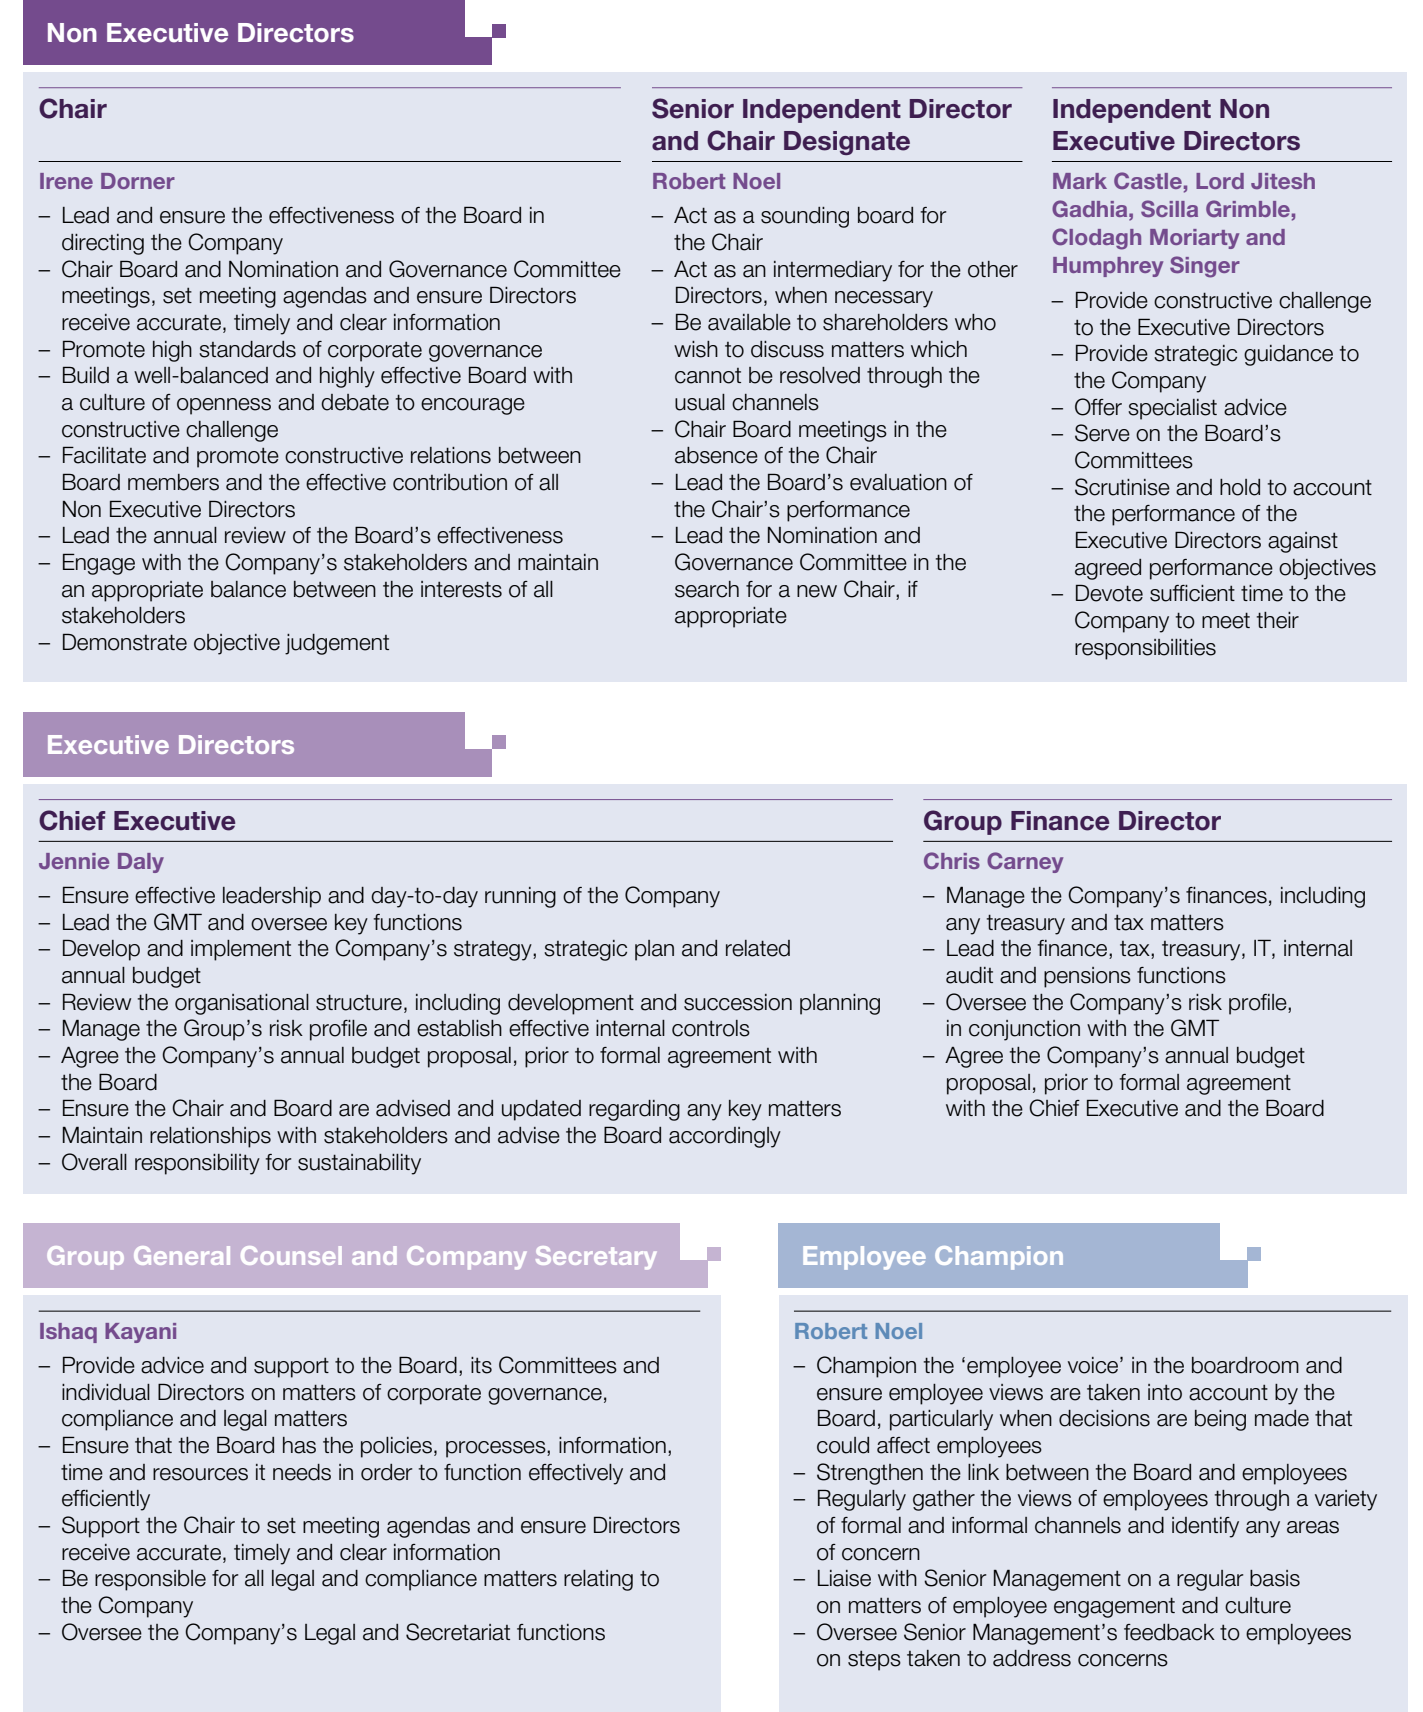 Non Executive Directors
Chair
Irene Dorner
– Lead and ensure the effectiveness of the Board in
directing the Company
– Chair Board and Nomination and Governance Committee
meetings, set meeting agendas and ensure Directors
receive accurate, timely and clear information
– Promote high standards of corporate governance
– Build a well-balanced and highly effective Board with
a culture of openness and debate to encourage
constructive challenge
– Facilitate and promote constructive relations between
Board members and the effective contribution of all
Non Executive Directors
– Lead the annual review of the Board’s effectiveness
– Engage with the Company’s stakeholders and maintain
an appropriate balance between the interests of all
stakeholders
– Demonstrate objective judgement
Senior Independent Director
and Chair Designate
Robert Noel
– Act as a sounding board for
the Chair
– Act as an intermediary for the other
Directors, when necessary
– Be available to shareholders who
wish to discuss matters which
cannot be resolved through the
usual channels
– Chair Board meetings in the
absence of the Chair
– Lead the Board’s evaluation of
the Chair’s performance
– Lead the Nomination and
Governance Committee in the
search for a new Chair, if
appropriate
Independent Non
Executive Directors
Mark Castle, Lord Jitesh
Gadhia, Scilla Grimble,
Clodagh Moriarty and
Humphrey Singer
– Provide constructive challenge
to the Executive Directors
– Provide strategic guidance to
the Company
– Offer specialist advice
– Serve on the Board’s
Committees
– Scrutinise and hold to account
the performance of the
Executive Directors against
agreed performance objectives
– Devote sufficient time to the
Company to meet their
responsibilities
Executive Directors
Chief Executive
Jennie Daly
– Ensure effective leadership and day-to-day running of the Company
– Lead the GMT and oversee key functions
– Develop and implement the Company’s strategy, strategic plan and related
annual budget
– Review the organisational structure, including development and succession planning
– Manage the Group’s risk profile and establish effective internal controls
– Agree the Company’s annual budget proposal, prior to formal agreement with
the Board
– Ensure the Chair and Board are advised and updated regarding any key matters
– Maintain relationships with stakeholders and advise the Board accordingly
– Overall responsibility for sustainability
Group Finance Director
Chris Carney
– Manage the Company’s finances, including
any treasury and tax matters
– Lead the finance, tax, treasury, IT, internal
audit and pensions functions
– Oversee the Company’s risk profile,
in conjunction with the GMT
– Agree the Company’s annual budget
proposal, prior to formal agreement
with the Chief Executive and the Board
Group General Counsel and Company Secretary
Ishaq Kayani
– Provide advice and support to the Board, its Committees and
individual Directors on matters of corporate governance,
compliance and legal matters
– Ensure that the Board has the policies, processes, information,
time and resources it needs in order to function effectively and
efficiently
– Support the Chair to set meeting agendas and ensure Directors
receive accurate, timely and clear information
– Be responsible for all legal and compliance matters relating to
the Company
– Oversee the Company’s Legal and Secretariat functions
Employee Champion
Robert Noel
– Champion the ‘employee voice’ in the boardroom and
ensure employee views are taken into account by the
Board, particularly when decisions are being made that
could affect employees
– Strengthen the link between the Board and employees
– Regularly gather the views of employees through a variety
of formal and informal channels and identify any areas
of concern
– Liaise with Senior Management on a regular basis
on matters of employee engagement and culture
– Oversee Senior Management’s feedback to employees
on steps taken to address concerns